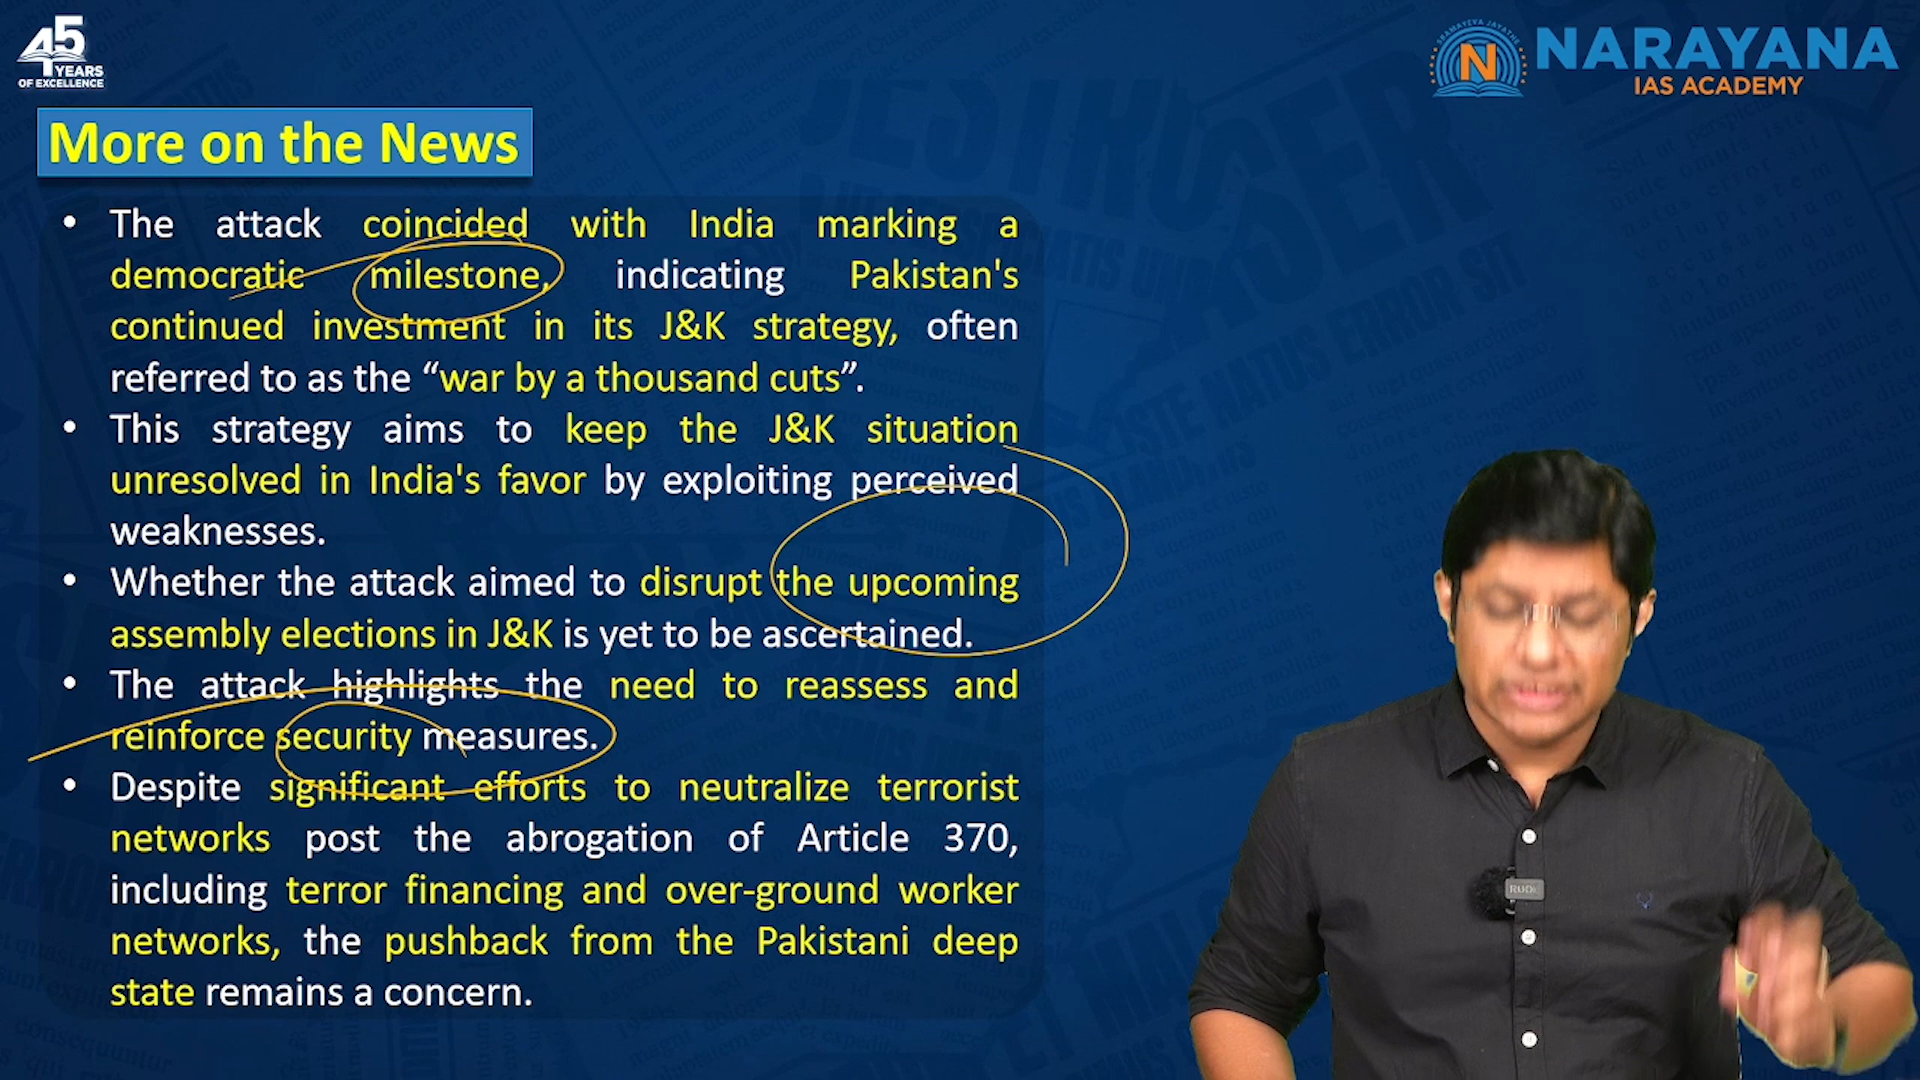 45
YEARS
OF EXCELLENCE
NARAYANA
IAS ACADEMY
More on the News
• The attack coincided with India marking a
democratic milestone, indicating Pakistan's
continued investment in its J&K strategy, often
referred to as the “war by a thousand cuts”.
• This strategy aims to keep the J&K situation
unresolved in India's favor by exploiting perceived
weaknesses.
• Whether the attack aimed to disrupt the upcoming
assembly elections in J&K is yet to be ascertained.
• The attack highlights the need to reassess and
reinforce security measures.
• Despite significant efforts to neutralize terrorist
networks post the abrogation of Article 370,
including terror financing and over-ground worker
networks, the pushback from the Pakistani deep
state remains a concern.